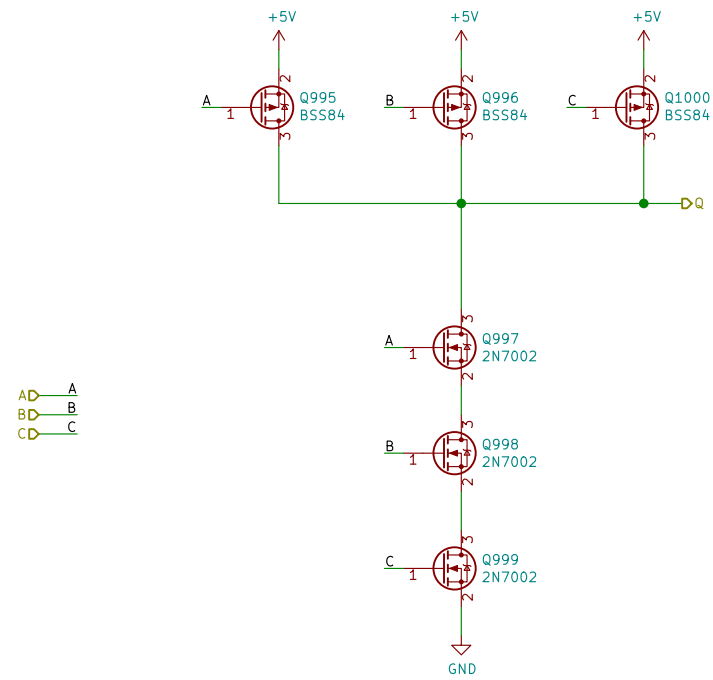 +5V +5V +5V
2 2 2
A Q995 B Q996 C Q1000
1 BSS84 1 BSS84 1 BSS84
3 3 3
Q
3
A Q997
1 2N7002
2
A A
B B
C C
3
B Q998
1 2N7002
2
3
C Q999
1 2N7002
2
GND